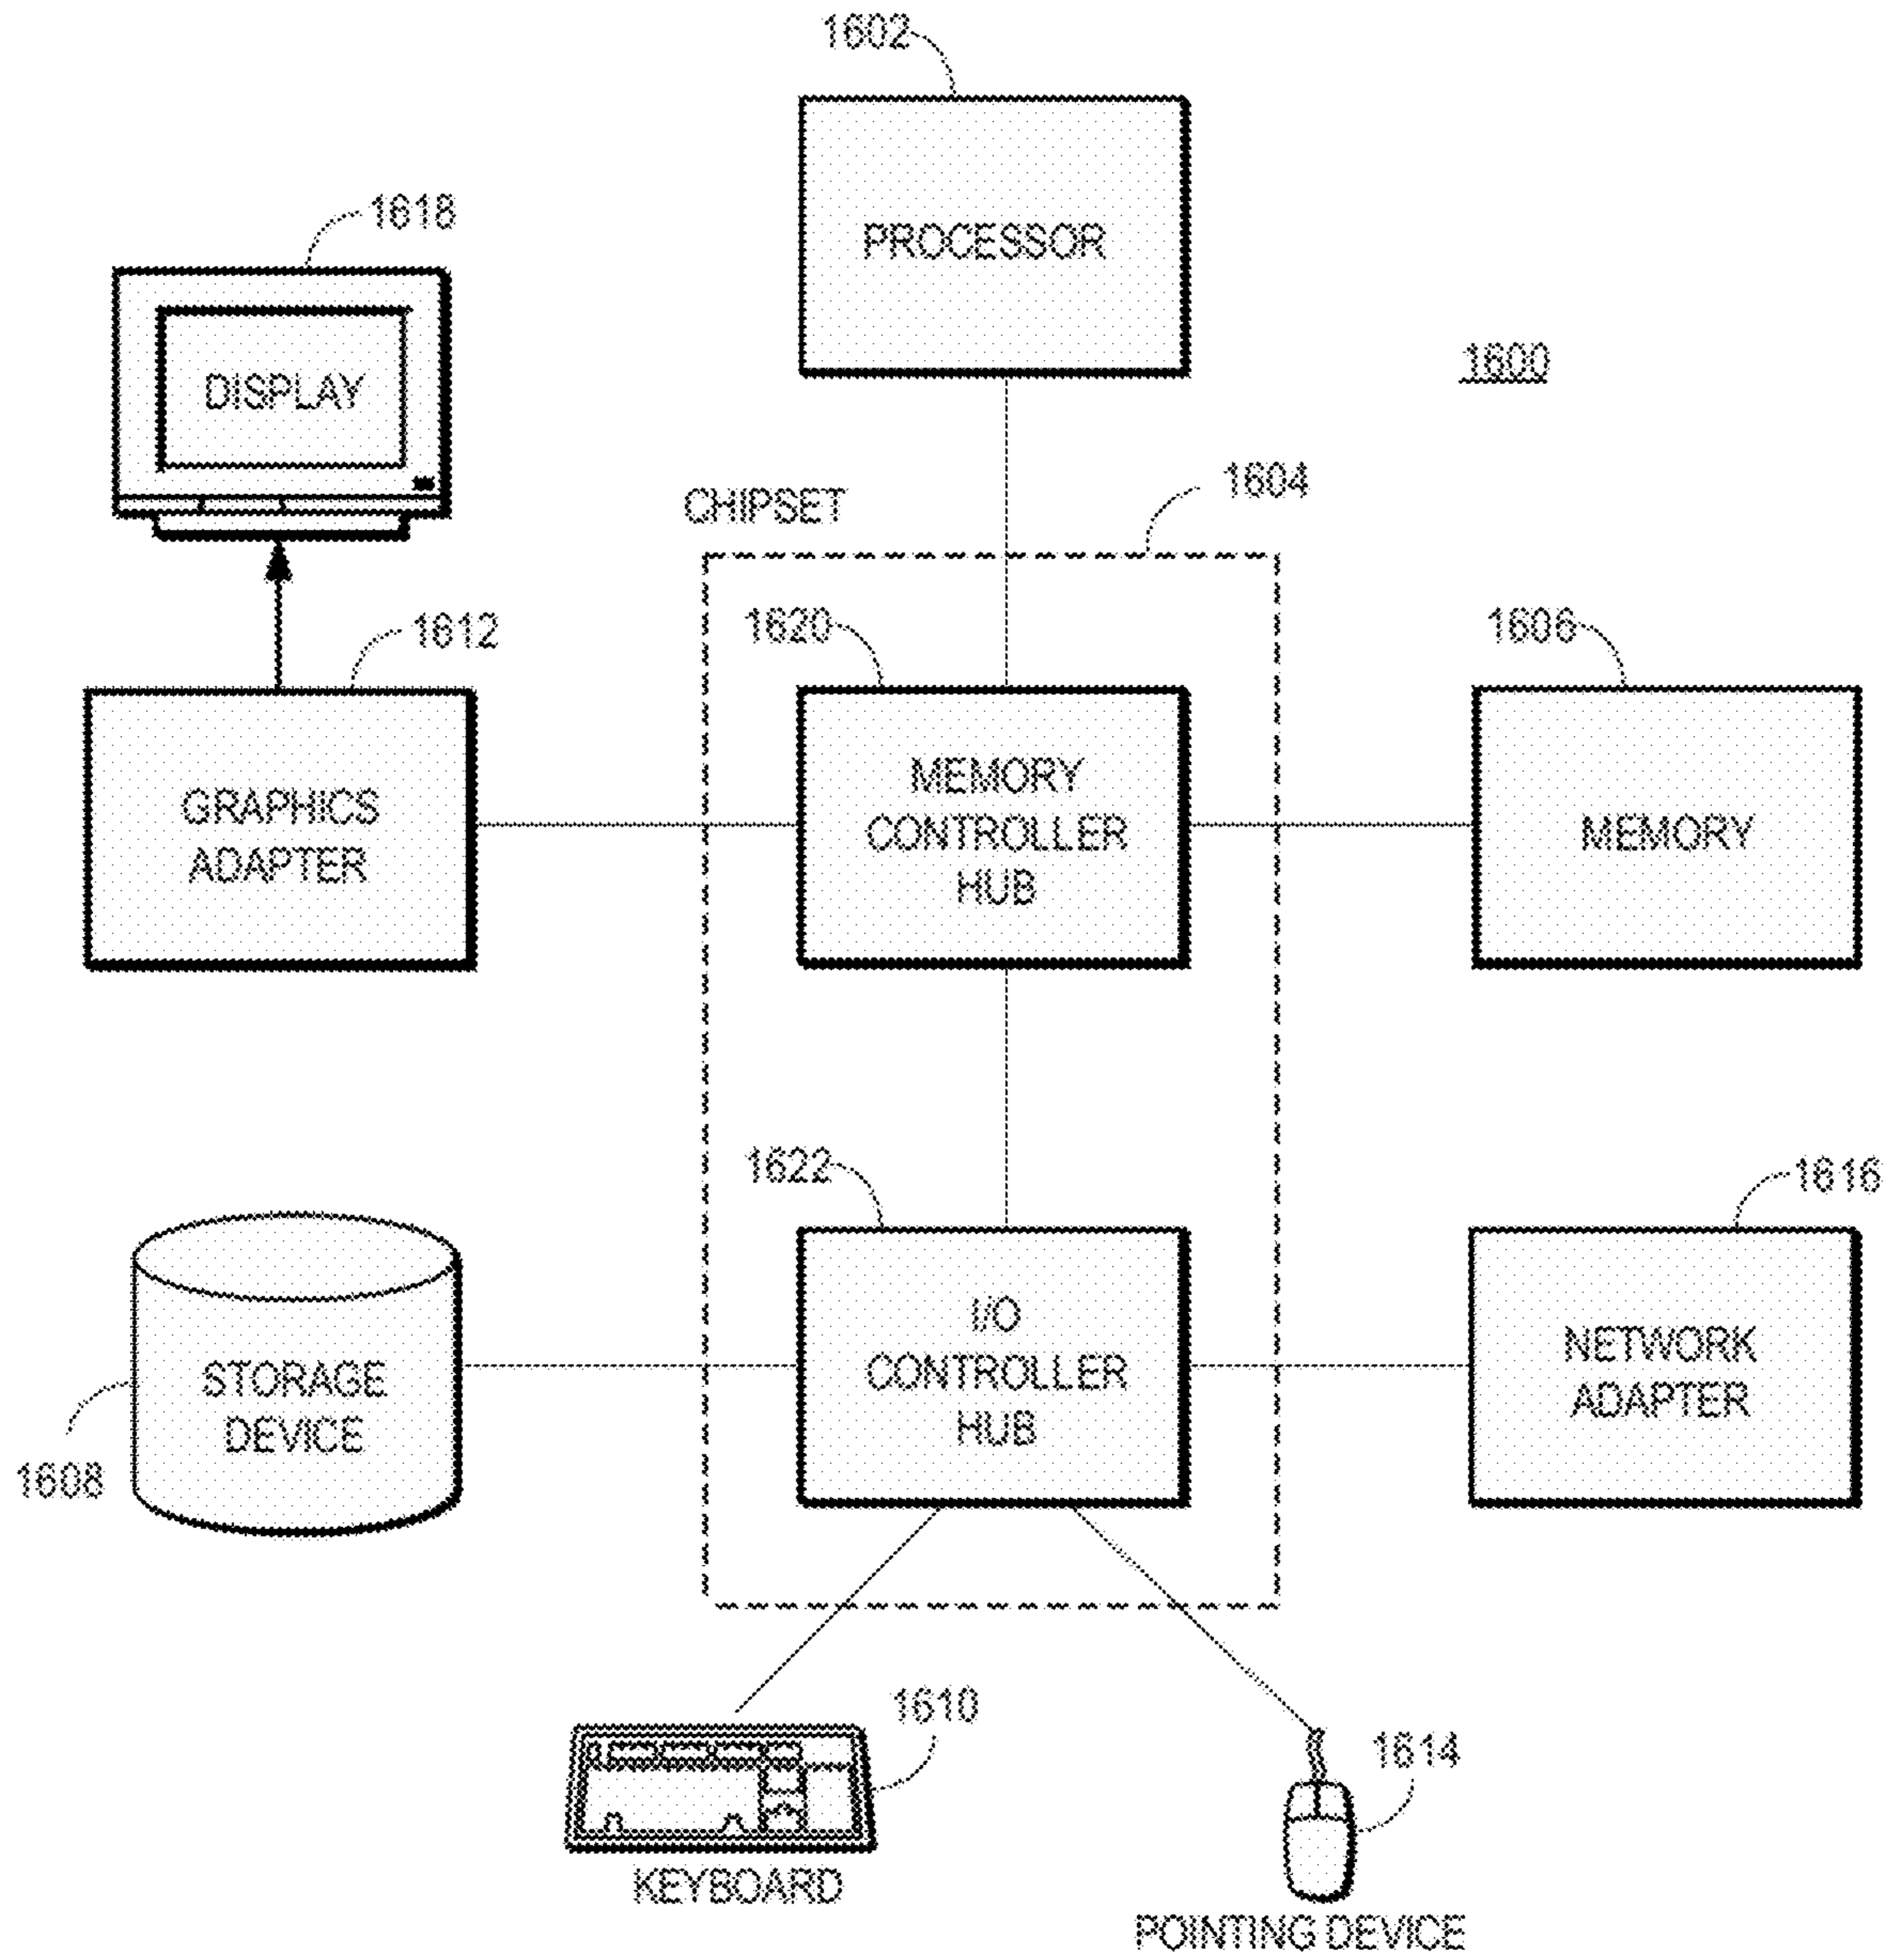 1602
PROCESSOR
1618
DISPLAY
1600
CHIPSET
1604
1612
GRAPHICS
ADAPTER
1620
MEMORY
CONTROLLER
HUB
1606
MEMORY
1622
I/O
CONTROLLER
HUB
1616
NETWORK
ADAPTER
STORAGE
DEVICE
1608
1610
KEYBOARD
1614
POINTING DEVICE